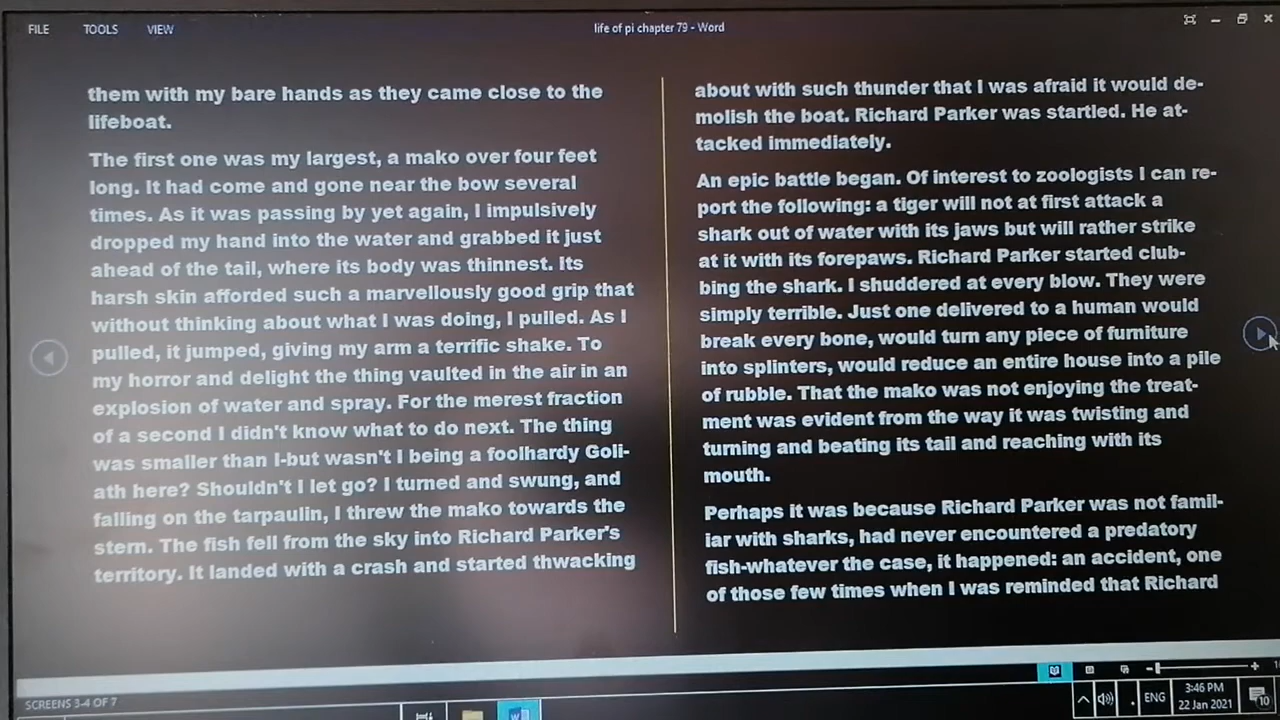 FILE TOOLS VIEW
life of pi chapter 79 - Word
them with my bare hands as they came close to the
lifeboat.
The first one was my largest, a mako over four feet
long. It had come and gone near the bow several
times. As it was passing by yet again, I impulsively
dropped my hand into the water and grabbed it just
ahead of the tail, where its body was thinnest. Its
harsh skin afforded such a marvellously good grip that
without thinking about what I was doing, I pulled. As I
pulled, it jumped, giving my arm a terrific shake. To
my horror and delight the thing vaulted in the air in an
explosion of water and spray. For the merest fraction
of a second I didn't know what to do next. The thing
was smaller than I-but wasn't I being a foolhardy Goli-
ath here? Shouldn't I let go? I turned and swung, and
falling on the tarpaulin, I threw the mako towards the
stern. The fish fell from the sky into Richard Parker's
territory. It landed with a crash and started thwacking
about with such thunder that I was afraid it would de-
molish the boat. Richard Parker was startled. He at-
tacked immediately.
An epic battle began. Of interest to zoologists I can re-
port the following: a tiger will not at first attack a
shark out of water with its jaws but will rather strike
at it with its forepaws. Richard Parker started club-
bing the shark. I shuddered at every blow. They were
simply terrible. Just one delivered to a human would
break every bone, would turn any piece of furniture
into splinters, would reduce an entire house into a pile
of rubble. That the mako was not enjoying the treat-
ment was evident from the way it was twisting and
turning and beating its tail and reaching with its
mouth.
Perhaps it was because Richard Parker was not famil-
iar with sharks, had never encountered a predatory
fish-whatever the case, it happened: an accident, one
of those few times when I was reminded that Richard
SCREENS 3-4 OF 7
ENG
3:46 PM
22 Jan 2021
10